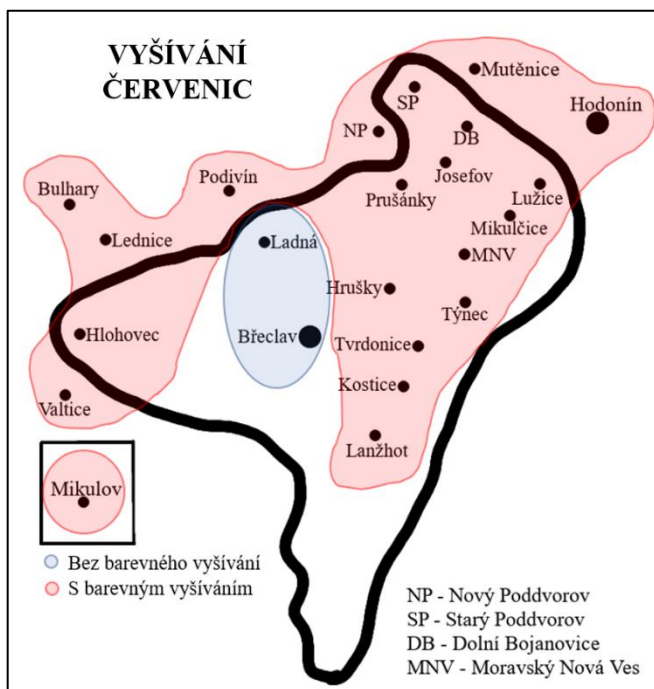 VYŠÍVÁNÍ
ČERVENIC
Mutěnice
SP
Hodonín
NP
DB
Josefov
Podivín
Bulhary
Prušánky
Lužice
Mikulčice
Lednice
Ladná
MNV
Hrušky
Týnec
Hlohovec
Břeclav
Tvrdonice
Kostice
Valtice
Lanžhot
Mikulov
Bez barevného vyšívání
S barevným vyšíváním
NP - Nový Poddvorov
SP - Starý Poddvorov
DB - Dolní Bojanovice
MNV - Moravský Nová Ves